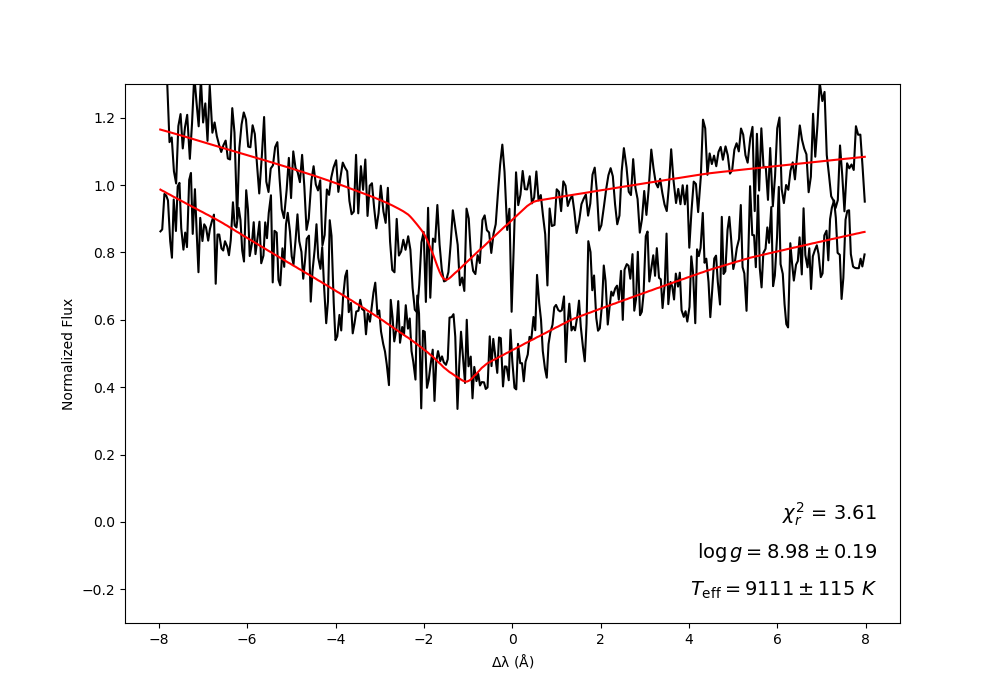 1.2
1.0
0.8
0.6
0.4
0.2
0.0
−0.2
Normalized Flux
χ²ᵣ = 3.61
log g = 8.98 ± 0.19
T_eff = 9111 ± 115 K
−8 −6 −4 −2 0 2 4 6 8
Δλ (Å)